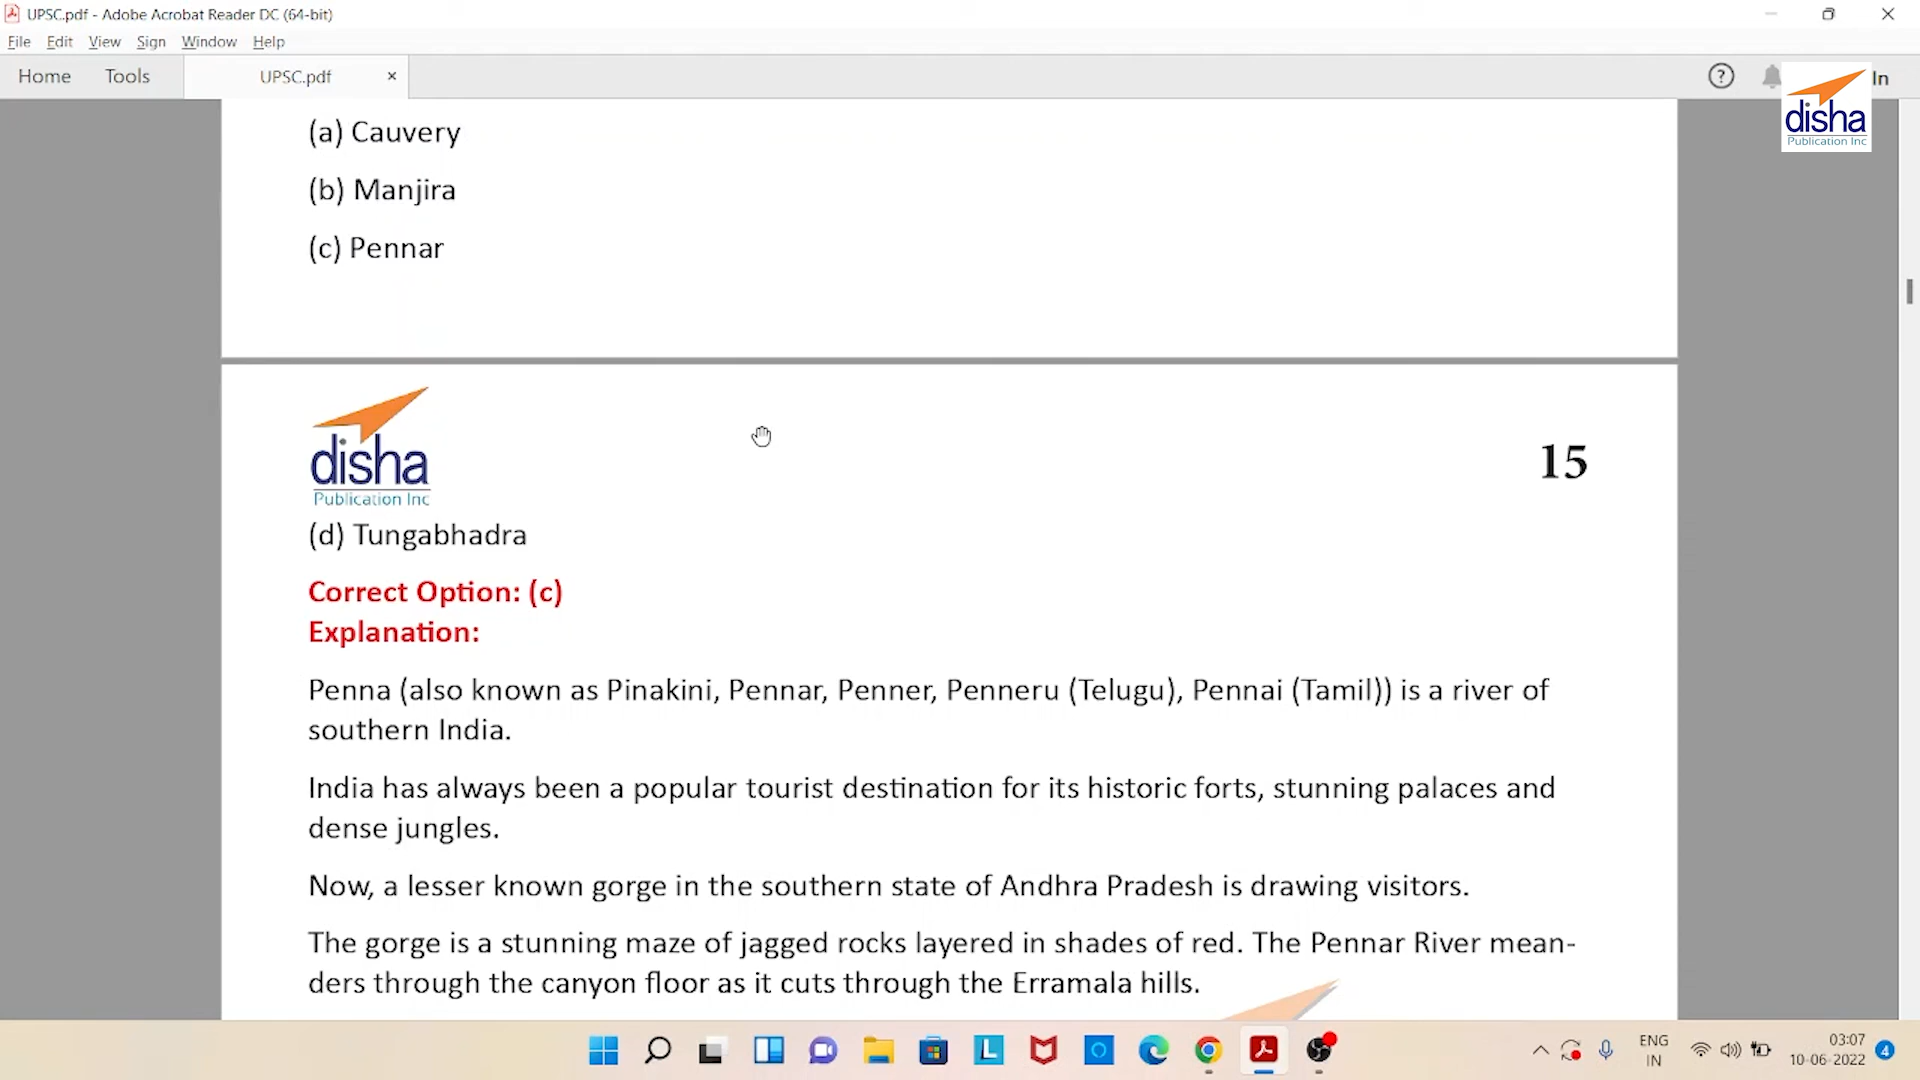 UPSC.pdf - Adobe Acrobat Reader DC (64-bit)
File Edit View Sign Window Help
Home Tools UPSC.pdf
In
disha
Publication Inc
(a) Cauvery
(b) Manjira
(c) Pennar
disha
Publication Inc
15
(d) Tungabhadra
Correct Option: (c)
Explanation:
Penna (also known as Pinakini, Pennar, Penner, Penneru (Telugu), Pennai (Tamil)) is a river of
southern India.
India has always been a popular tourist destination for its historic forts, stunning palaces and
dense jungles.
Now, a lesser known gorge in the southern state of Andhra Pradesh is drawing visitors.
The gorge is a stunning maze of jagged rocks layered in shades of red. The Pennar River mean-
ders through the canyon floor as it cuts through the Erramala hills.
ENG
IN
03:07
10-06-2022
4